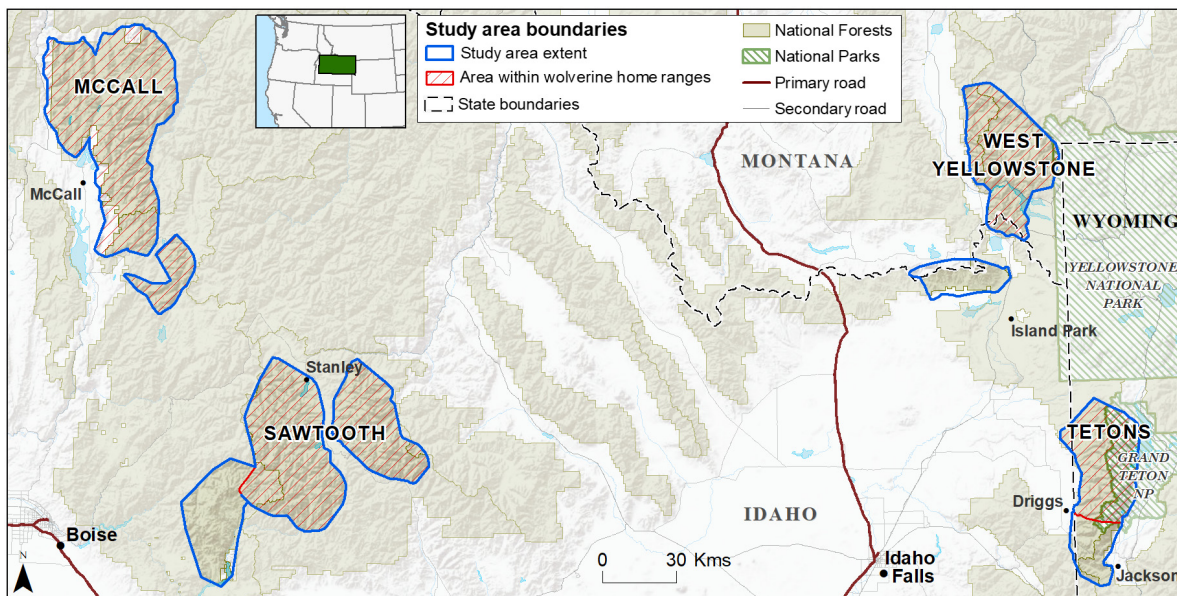 Study area boundaries
Study area extent
Area within wolverine home ranges
State boundaries
National Forests
National Parks
Primary road
Secondary road
MCCALL
McCall
MONTANA
WEST
YELLOWSTONE
WYOMING
YELLOWSTONE
NATIONAL
PARK
Island Park
Stanley
SAWTOOTH
TETONS
GRAND
TETON
NP
Driggs
IDAHO
Boise
N
0 30 Kms
Idaho
Falls
Jackson